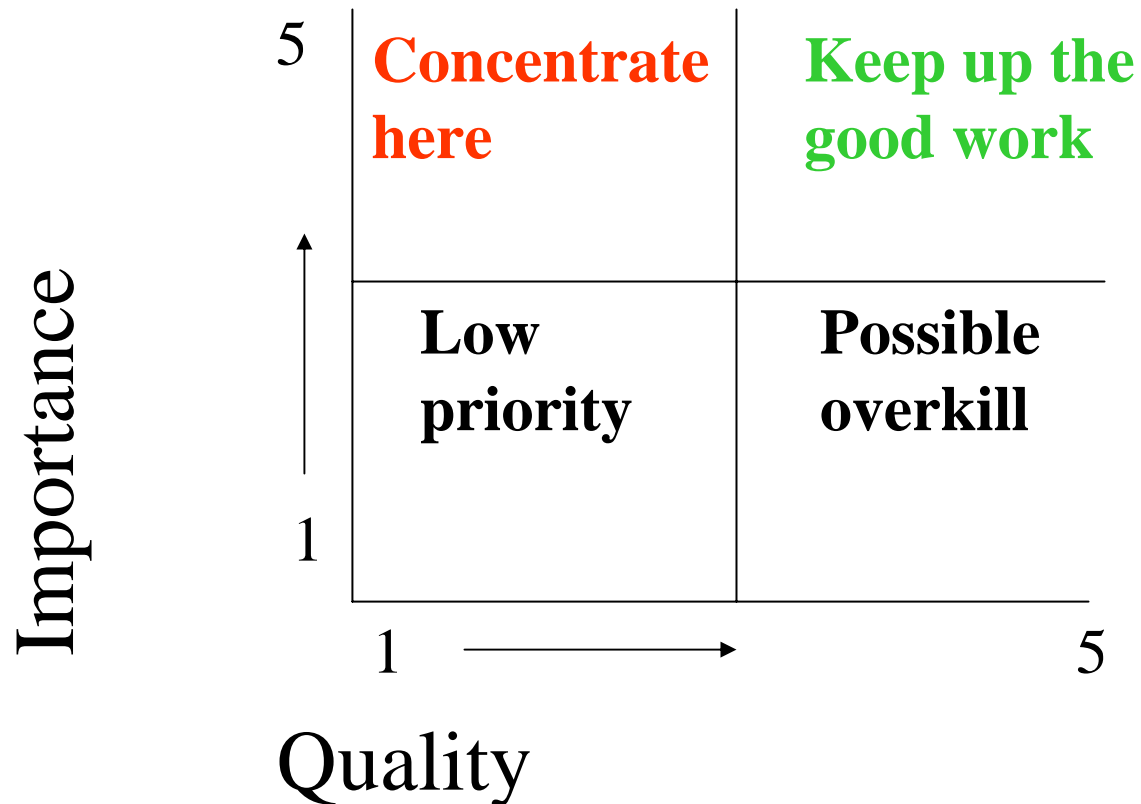 5
Concentrate
here
Keep up the
good work
Importance
Low
priority
Possible
overkill
1
1
5
Quality